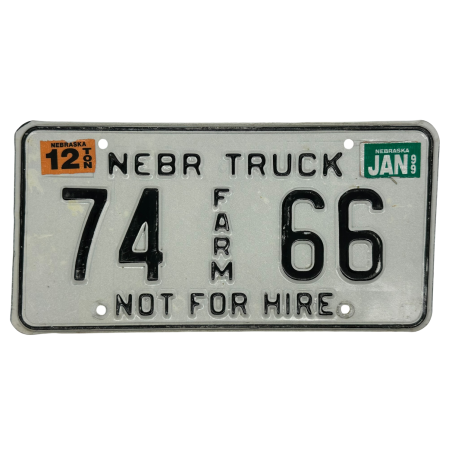 NEBRASKA
12 TON
NEBR TRUCK
NEBRASKA
JAN 99
74 FARM 66
NOT FOR HIRE